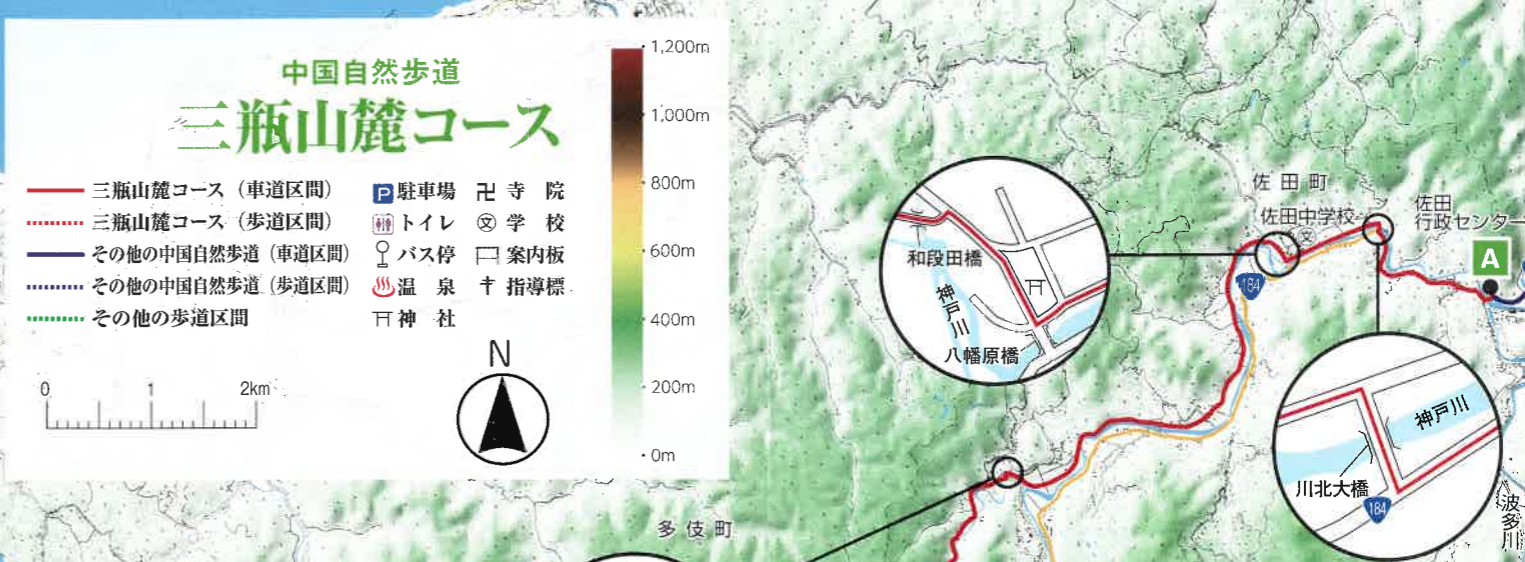 中国自然歩道
三瓶山麓コース
三瓶山麓コース（車道区間）
三瓶山麓コース（歩道区間）
その他の中国自然歩道（車道区間）
その他の中国自然歩道（歩道区間）
その他の歩道区間
P 駐車場
トイレ
バス停
温 泉
神 社
卍 寺 院
文 学 校
案内板
指導標
0 1 2km
N
1,200m
1,000m
800m
600m
400m
200m
0m
佐田町
佐田中学校
文
佐田
行政センター
A
184
和段田橋
神戸川
八幡原橋
神戸川
川北大橋
184
波多川
多伎町